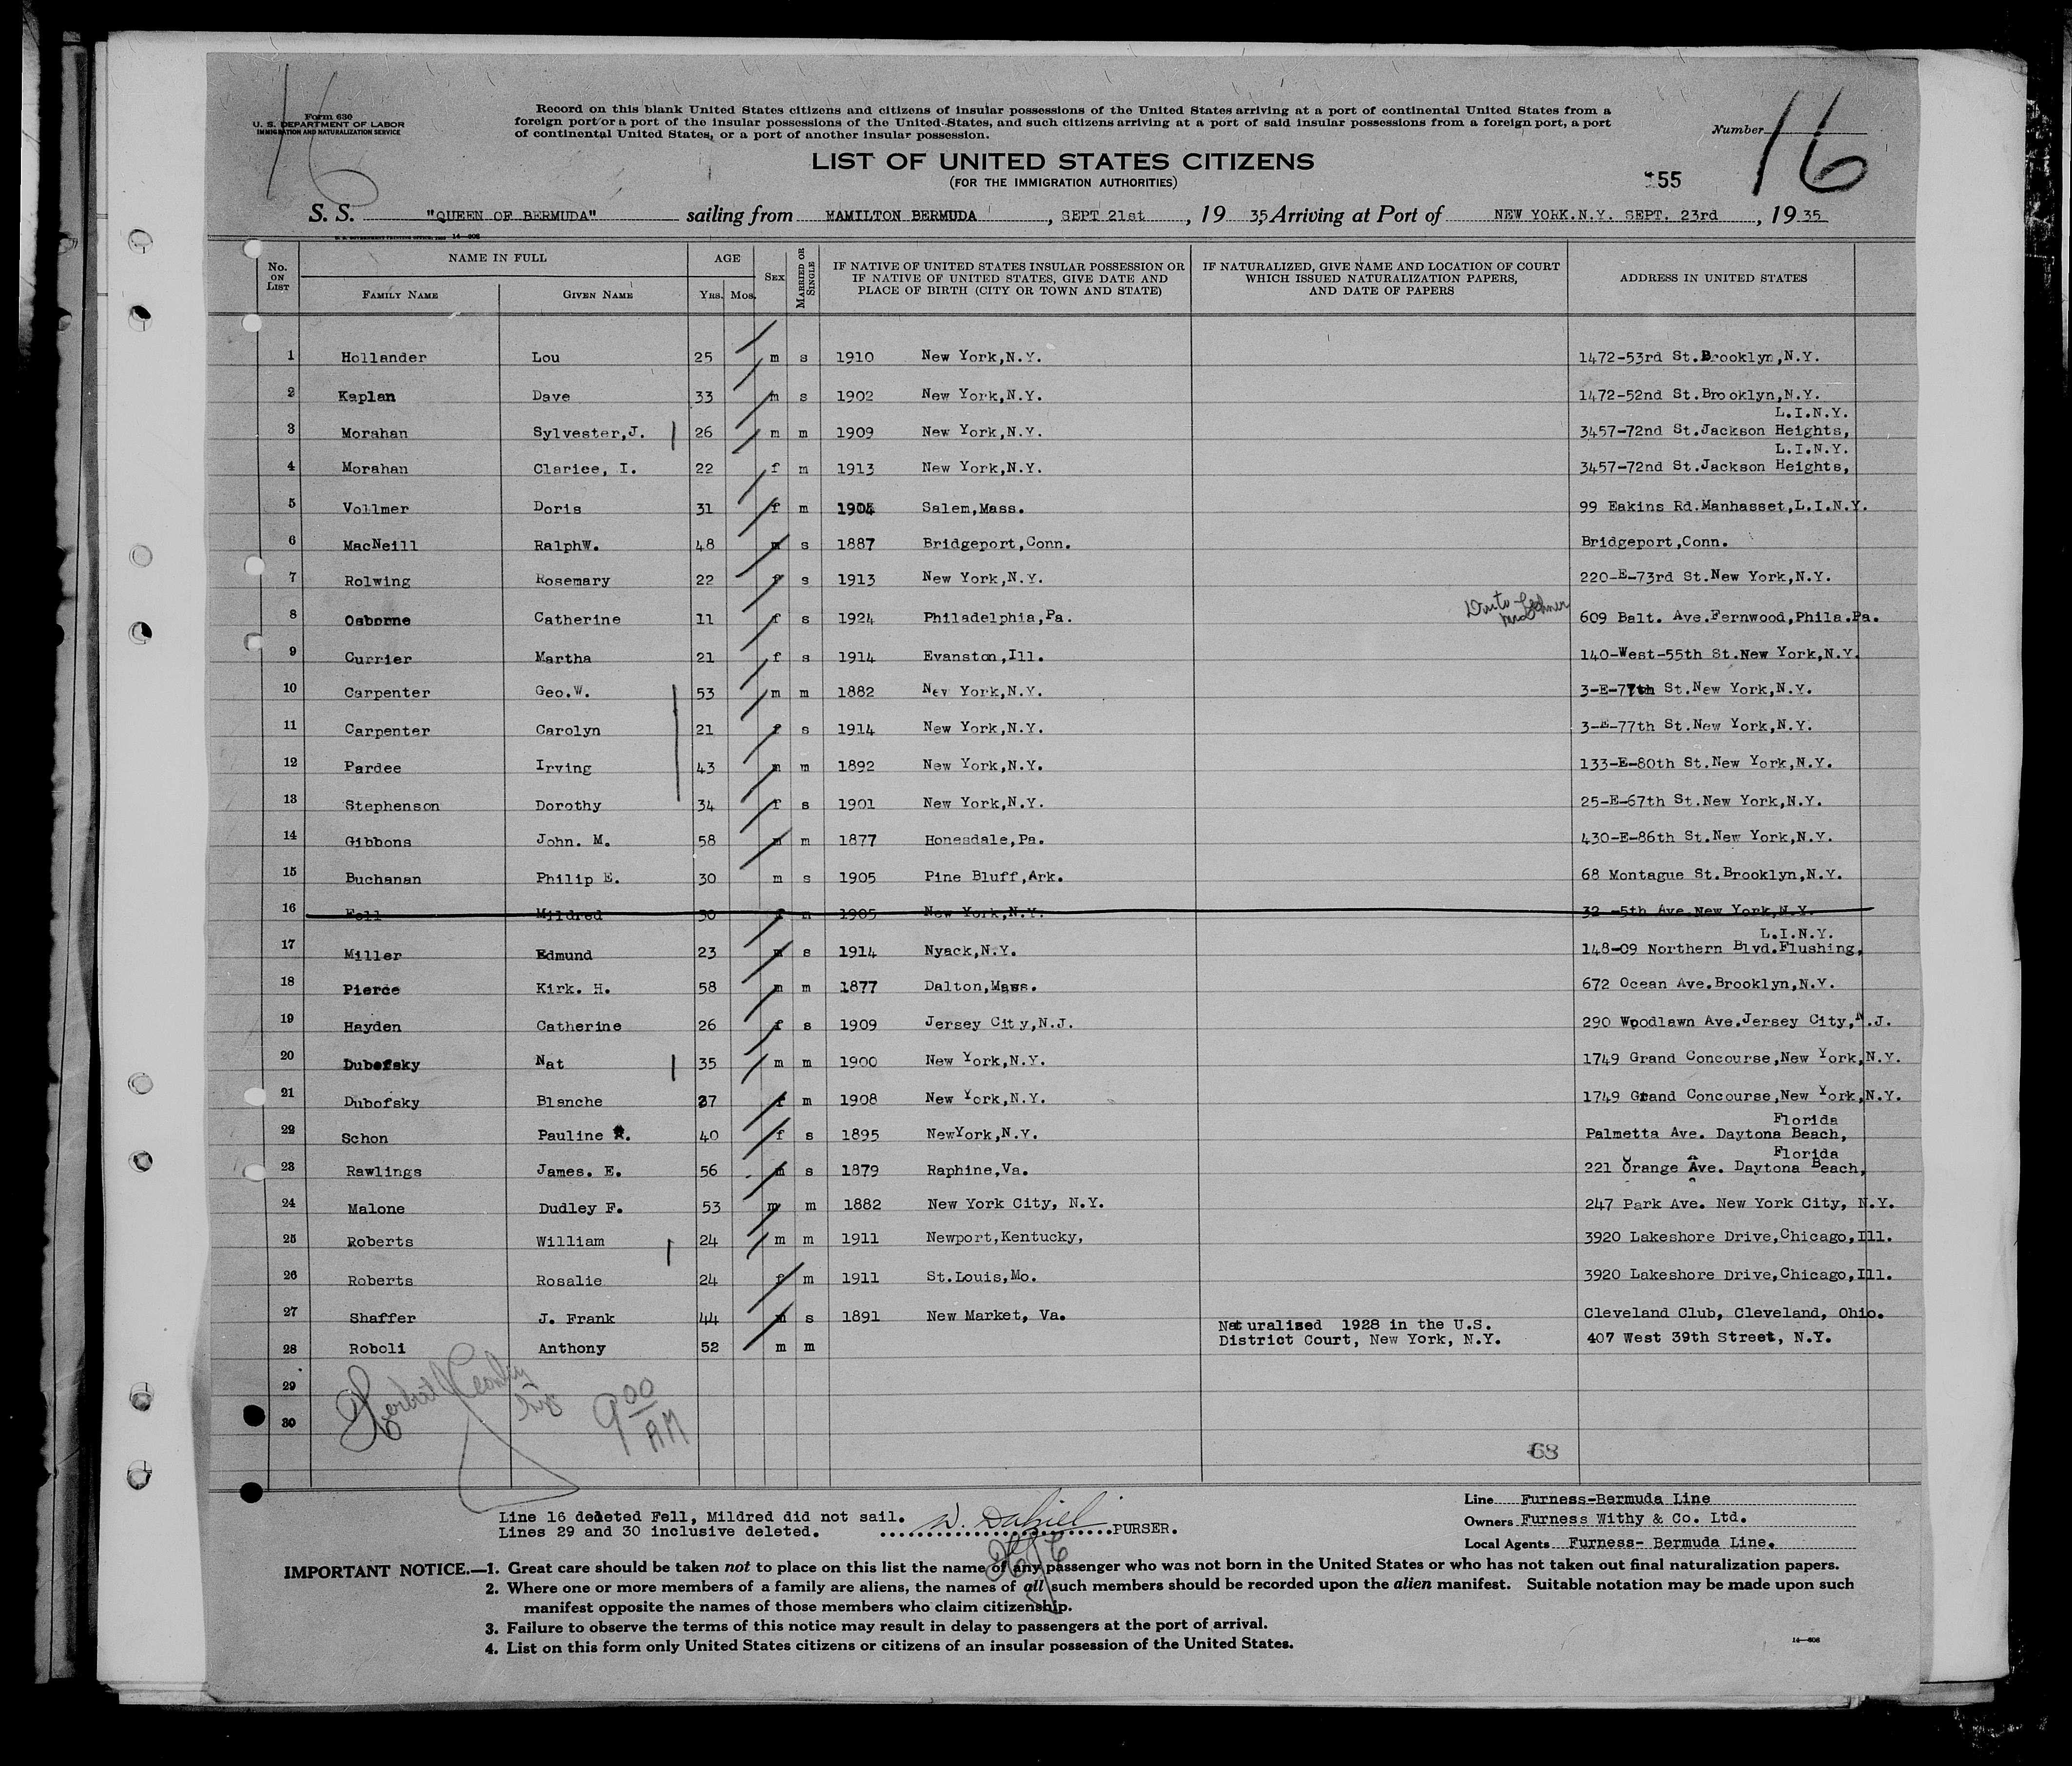 Form 630
U. S. DEPARTMENT OF LABOR
IMMIGRATION AND NATURALIZATION SERVICE
16
Record on this blank United States citizens and citizens of insular possessions of the United States arriving at a port of continental United States from a
foreign port or a port of the insular possessions of the United States, and such citizens arriving at a port of said insular possessions from a foreign port, a port
of continental United States, or a port of another insular possession.
Number 16
LIST OF UNITED STATES CITIZENS
(FOR THE IMMIGRATION AUTHORITIES)
55
S. S. "QUEEN OF BERMUDA" sailing from HAMILTON BERMUDA , SEPT 21st , 19 35 Arriving at Port of NEW YORK.N.Y. SEPT. 23rd , 19 35
14—608
No. ON LIST NAME IN FULL FAMILY NAME GIVEN NAME AGE YRS. MOS. SEX MARRIED OR SINGLE IF NATIVE OF UNITED STATES INSULAR POSSESSION OR IF NATIVE OF UNITED STATES, GIVE DATE AND PLACE OF BIRTH (CITY OR TOWN AND STATE) IF NATURALIZED, GIVE NAME AND LOCATION OF COURT WHICH ISSUED NATURALIZATION PAPERS, AND DATE OF PAPERS ADDRESS IN UNITED STATES
1 Hollander Lou 25 m s 1910 New York,N.Y. 1472-53rd St.Brooklyn,N.Y.
2 Kaplan Dave 33 m s 1902 New York,N.Y. 1472-52nd St.Brooklyn,N.Y.
L.I.N.Y.
3 Morahan Sylvester,J. 26 m m 1909 New York,N.Y. 3457-72nd St.Jackson Heights,
L.I.N.Y.
4 Morahan Clarice, I. 22 f m 1913 New York,N.Y. 3457-72nd St.Jackson Heights,
5 Vollmer Doris 31 f m 1904 Salem,Mass. 99 Eakins Rd.Manhasset,L.I.N.Y.
6 MacNeill RalphW. 48 m s 1887 Bridgeport,Conn. Bridgeport,Conn.
7 Rolwing Rosemary 22 f s 1913 New York,N.Y. 220-E-73rd St.New York,N.Y.
8 Osborne Catherine 11 f s 1924 Philadelphia,Pa. 609 Balt. Ave.Fernwood,Phila.Pa.
9 Currier Martha 21 f s 1914 Evanston,Ill. 140-West-55th St.New York,N.Y.
10 Carpenter Geo.W. 53 m m 1882 New York,N.Y. 3-E-77th St.New York,N.Y.
11 Carpenter Carolyn 21 f s 1914 New York,N.Y. 3-E-77th St.New York,N.Y.
12 Pardee Irving 43 m m 1892 New York,N.Y. 133-E-80th St.New York,N.Y.
13 Stephenson Dorothy 34 f s 1901 New York,N.Y. 25-E-67th St.New York,N.Y.
14 Gibbons John. M. 58 m m 1877 Honesdale,Pa. 430-E-86th St.New York,N.Y.
15 Buchanan Philip E. 30 m s 1905 Pine Bluff,Ark. 68 Montague St.Brooklyn,N.Y.
16 Fell Mildred 30 f m 1905 New York,N.Y. 32 -5th Ave.New York,N.Y.
L.I.N.Y.
17 Miller Edmund 23 m s 1914 Nyack,N.Y. 148-09 Northern Blvd.Flushing,
18 Pierce Kirk. H. 58 m m 1877 Dalton,Mass. 672 Ocean Ave.Brooklyn,N.Y.
19 Hayden Catherine 26 f s 1909 Jersey City,N.J. 290 Woodlawn Ave.Jersey City,N.J.
20 Dubofsky Nat 35 m m 1900 New York,N.Y. 1749 Grand Concourse,New York,N.Y.
21 Dubofsky Blanche 27 f m 1908 New York,N.Y. 1749 Grand Concourse,New York,N.Y.
Florida
22 Schon Pauline 40 f s 1895 NewYork,N.Y. Palmetta Ave. Daytona Beach,
Florida
23 Rawlings James. E. 56 m s 1879 Raphine,Va. 221 Orange Ave. Daytona Beach,
24 Malone Dudley F. 53 m m 1882 New York City, N.Y. 247 Park Ave. New York City, N.Y.
25 Roberts William 24 m m 1911 Newport,Kentucky, 3920 Lakeshore Drive,Chicago,Ill.
26 Roberts Rosalie 24 f m 1911 St.Louis,Mo. 3920 Lakeshore Drive,Chicago,Ill.
27 Shaffer J. Frank 44 m s 1891 New Market, Va. Cleveland Club, Cleveland, Ohio.
Naturalised 1928 in the U.S.
28 Roboli Anthony 52 m m District Court, New York, N.Y. 407 West 39th Street, N.Y.
29
30
9 00 AM
68
Line 16 deleted Fell, Mildred did not sail.
Lines 29 and 30 inclusive deleted. PURSER.
Line Furness-Bermuda Line
Owners Furness Withy & Co. Ltd.
Local Agents Furness- Bermuda Line.
IMPORTANT NOTICE.—1. Great care should be taken not to place on this list the name of any passenger who was not born in the United States or who has not taken out final naturalization papers.
2. Where one or more members of a family are aliens, the names of all such members should be recorded upon the alien manifest. Suitable notation may be made upon such
manifest opposite the names of those members who claim citizenship.
3. Failure to observe the terms of this notice may result in delay to passengers at the port of arrival.
4. List on this form only United States citizens or citizens of an insular possession of the United States.
14—608